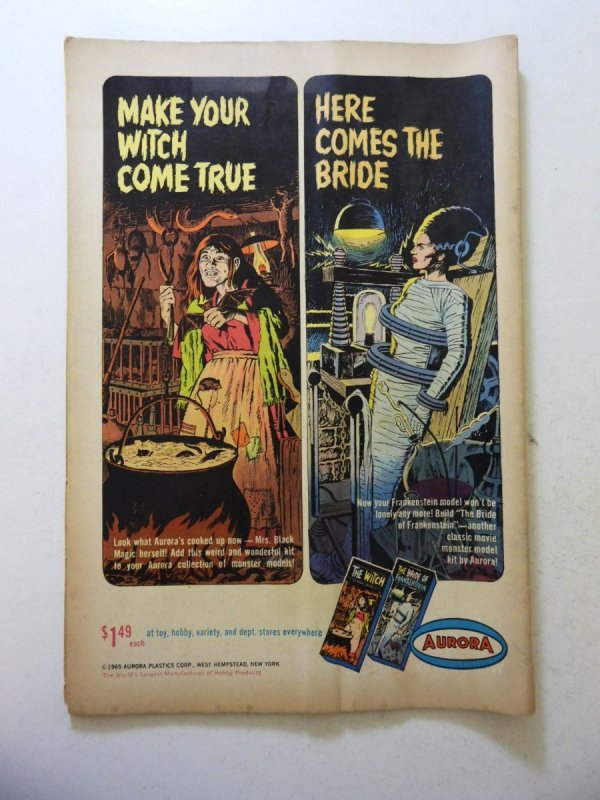 MAKE YOUR
WITCH
COME TRUE
HERE
COMES THE
BRIDE
Look what Aurora's cooked up now — Mrs. Black
Magic herself! Add this weird and wonderful kit
to your Aurora collection of monster models!
Now your Frankenstein model won't be
lonely any more! Build "The Bride
of Frankenstein"—another
classic movie
monster model
kit by Aurora!
THE WITCH
THE BRIDE OF
FRANKENSTEIN
$1 49 each
at toy, hobby, variety, and dept. stores everywhere
AURORA
© 1965 AURORA PLASTICS CORP., WEST HEMPSTEAD, NEW YORK
The World's Largest Manufacturer of Hobby Products